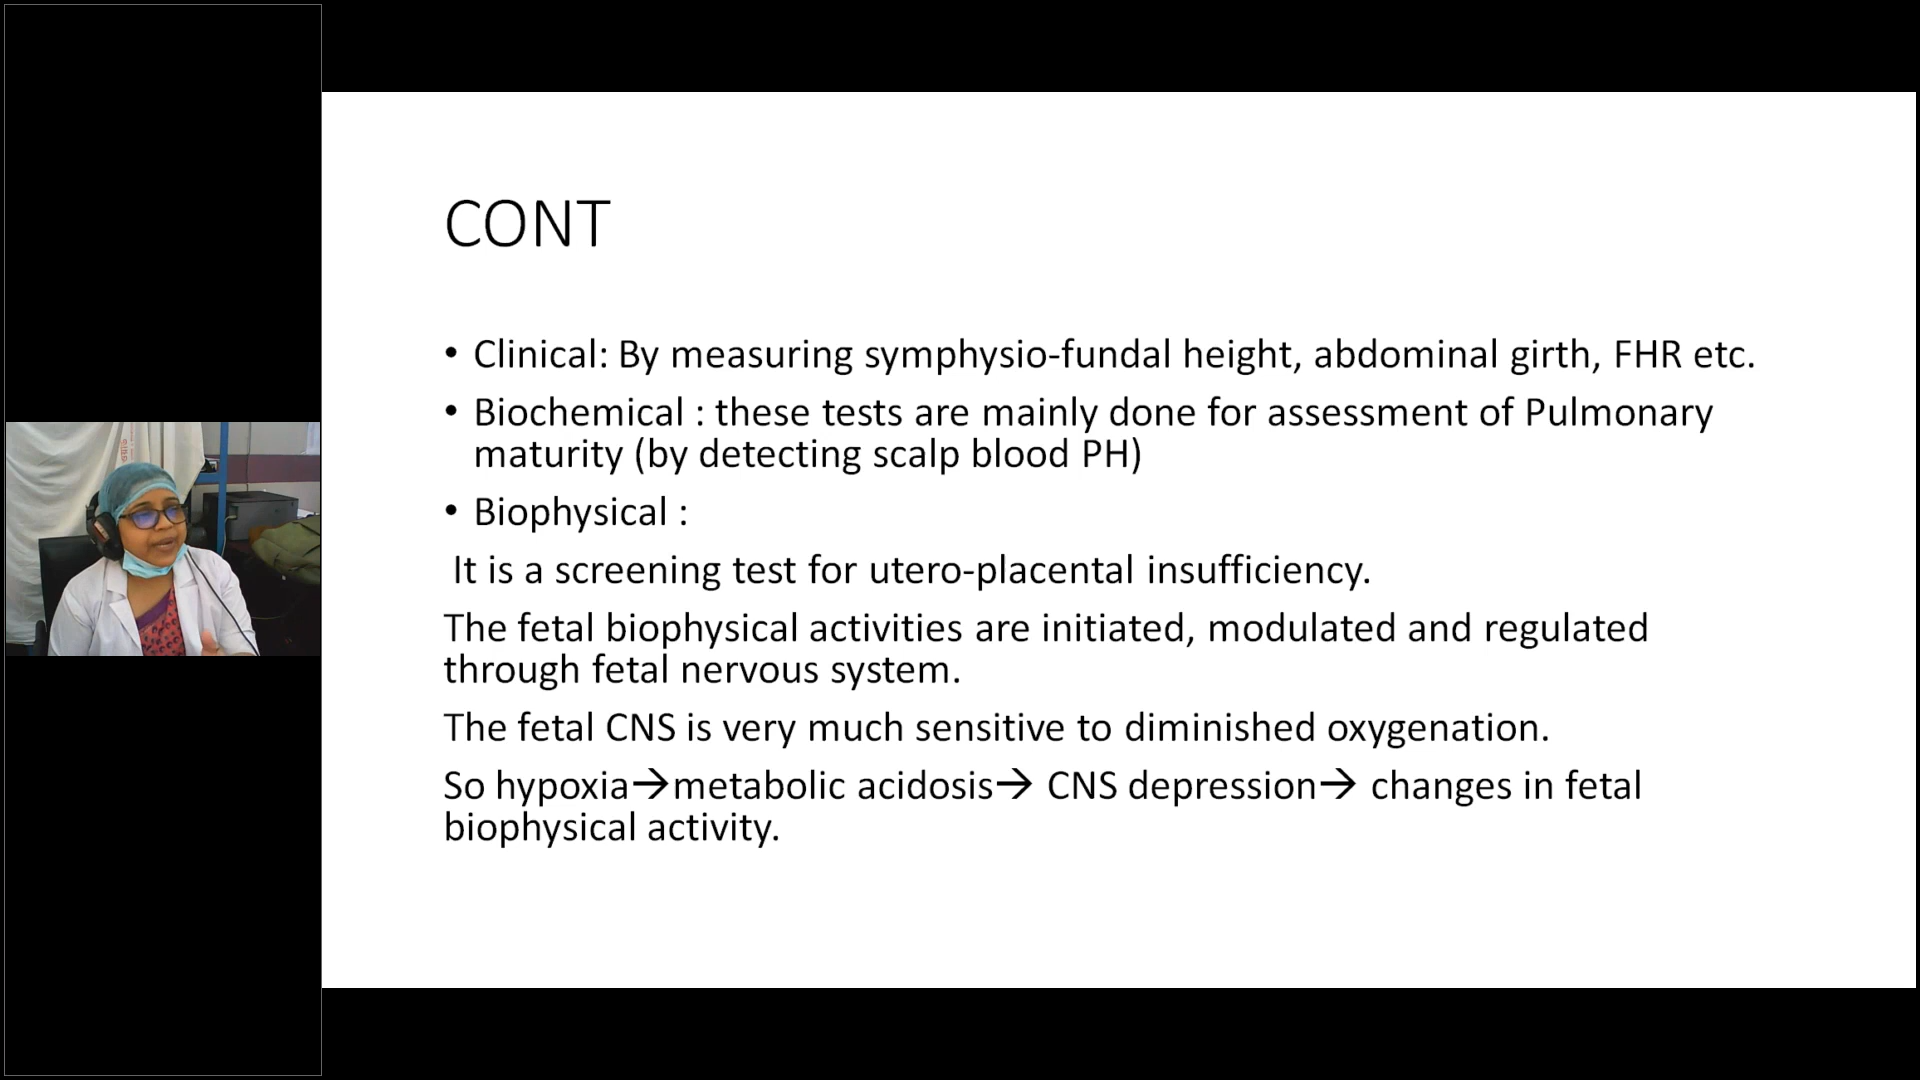 CONT
• Clinical: By measuring symphysio-fundal height, abdominal girth, FHR etc.
• Biochemical : these tests are mainly done for assessment of Pulmonary
maturity (by detecting scalp blood PH)
• Biophysical :
It is a screening test for utero-placental insufficiency.
The fetal biophysical activities are initiated, modulated and regulated
through fetal nervous system.
The fetal CNS is very much sensitive to diminished oxygenation.
So hypoxia→metabolic acidosis→ CNS depression→ changes in fetal
biophysical activity.